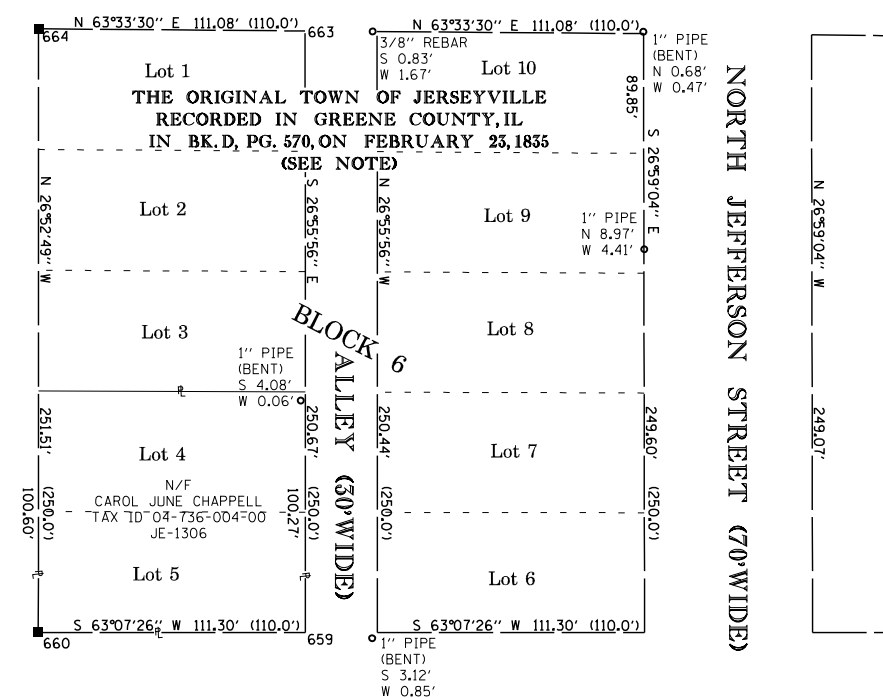 N 63°33'30" E 111.08' (110.0')
N 63°33'30" E 111.08' (110.0')
664
663
3/8" REBAR
S 0.83'
W 1.67'
1" PIPE
(BENT)
N 0.68'
W 0.47'
Lot 1
Lot 10
89.85'
THE ORIGINAL TOWN OF JERSEYVILLE
RECORDED IN GREENE COUNTY, IL
IN BK. D, PG. 570, ON FEBRUARY 23, 1835
(SEE NOTE)
N 26°52'49" W
S 26°55'56" E
N 26°55'56" W
S 26°59'04" E
N 26°59'04" W
Lot 2
Lot 9
1" PIPE
N 8.97'
W 4.41'
NORTH JEFFERSON STREET (70' WIDE)
BLOCK 6
Lot 3
Lot 8
1" PIPE
(BENT)
S 4.08'
W 0.06'
ALLEY (30' WIDE)
PL
251.51' (250.0')
250.67' (250.0')
250.44' (250.0')
249.60' (250.0')
249.07'
Lot 4
Lot 7
N/F
CAROL JUNE CHAPPELL
TAX ID 04-736-004-00
JE-1306
100.60'
100.27'
Lot 5
Lot 6
PL
PL
S 63°07'26" W 111.30' (110.0')
S 63°07'26" W 111.30' (110.0')
PL
660
659
1" PIPE
(BENT)
S 3.12'
W 0.85'